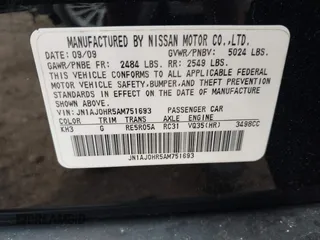 MANUFACTURED BY NISSAN MOTOR CO.,LTD.
DATE: 09/09 GVWR/PNBV: 5024 LBS.
GAWR/PNBE FR: 2484 LBS. RR: 2549 LBS.
THIS VEHICLE CONFORMS TO ALL APPLICABLE FEDERAL
MOTOR VEHICLE SAFETY,BUMPER, AND THEFT
PREVENTION STANDARDS IN EFFECT ON THE DATE OF
MANUFACTURE SHOWN ABOVE.
VIN: JN1AJ0HR5AM751693 PASSENGER CAR
COLOR TRIM TRANS AXLE ENGINE
KH3 G RE5R05A RC31 VQ35(HR) 3498CC
JN1AJ0HR5AM751693